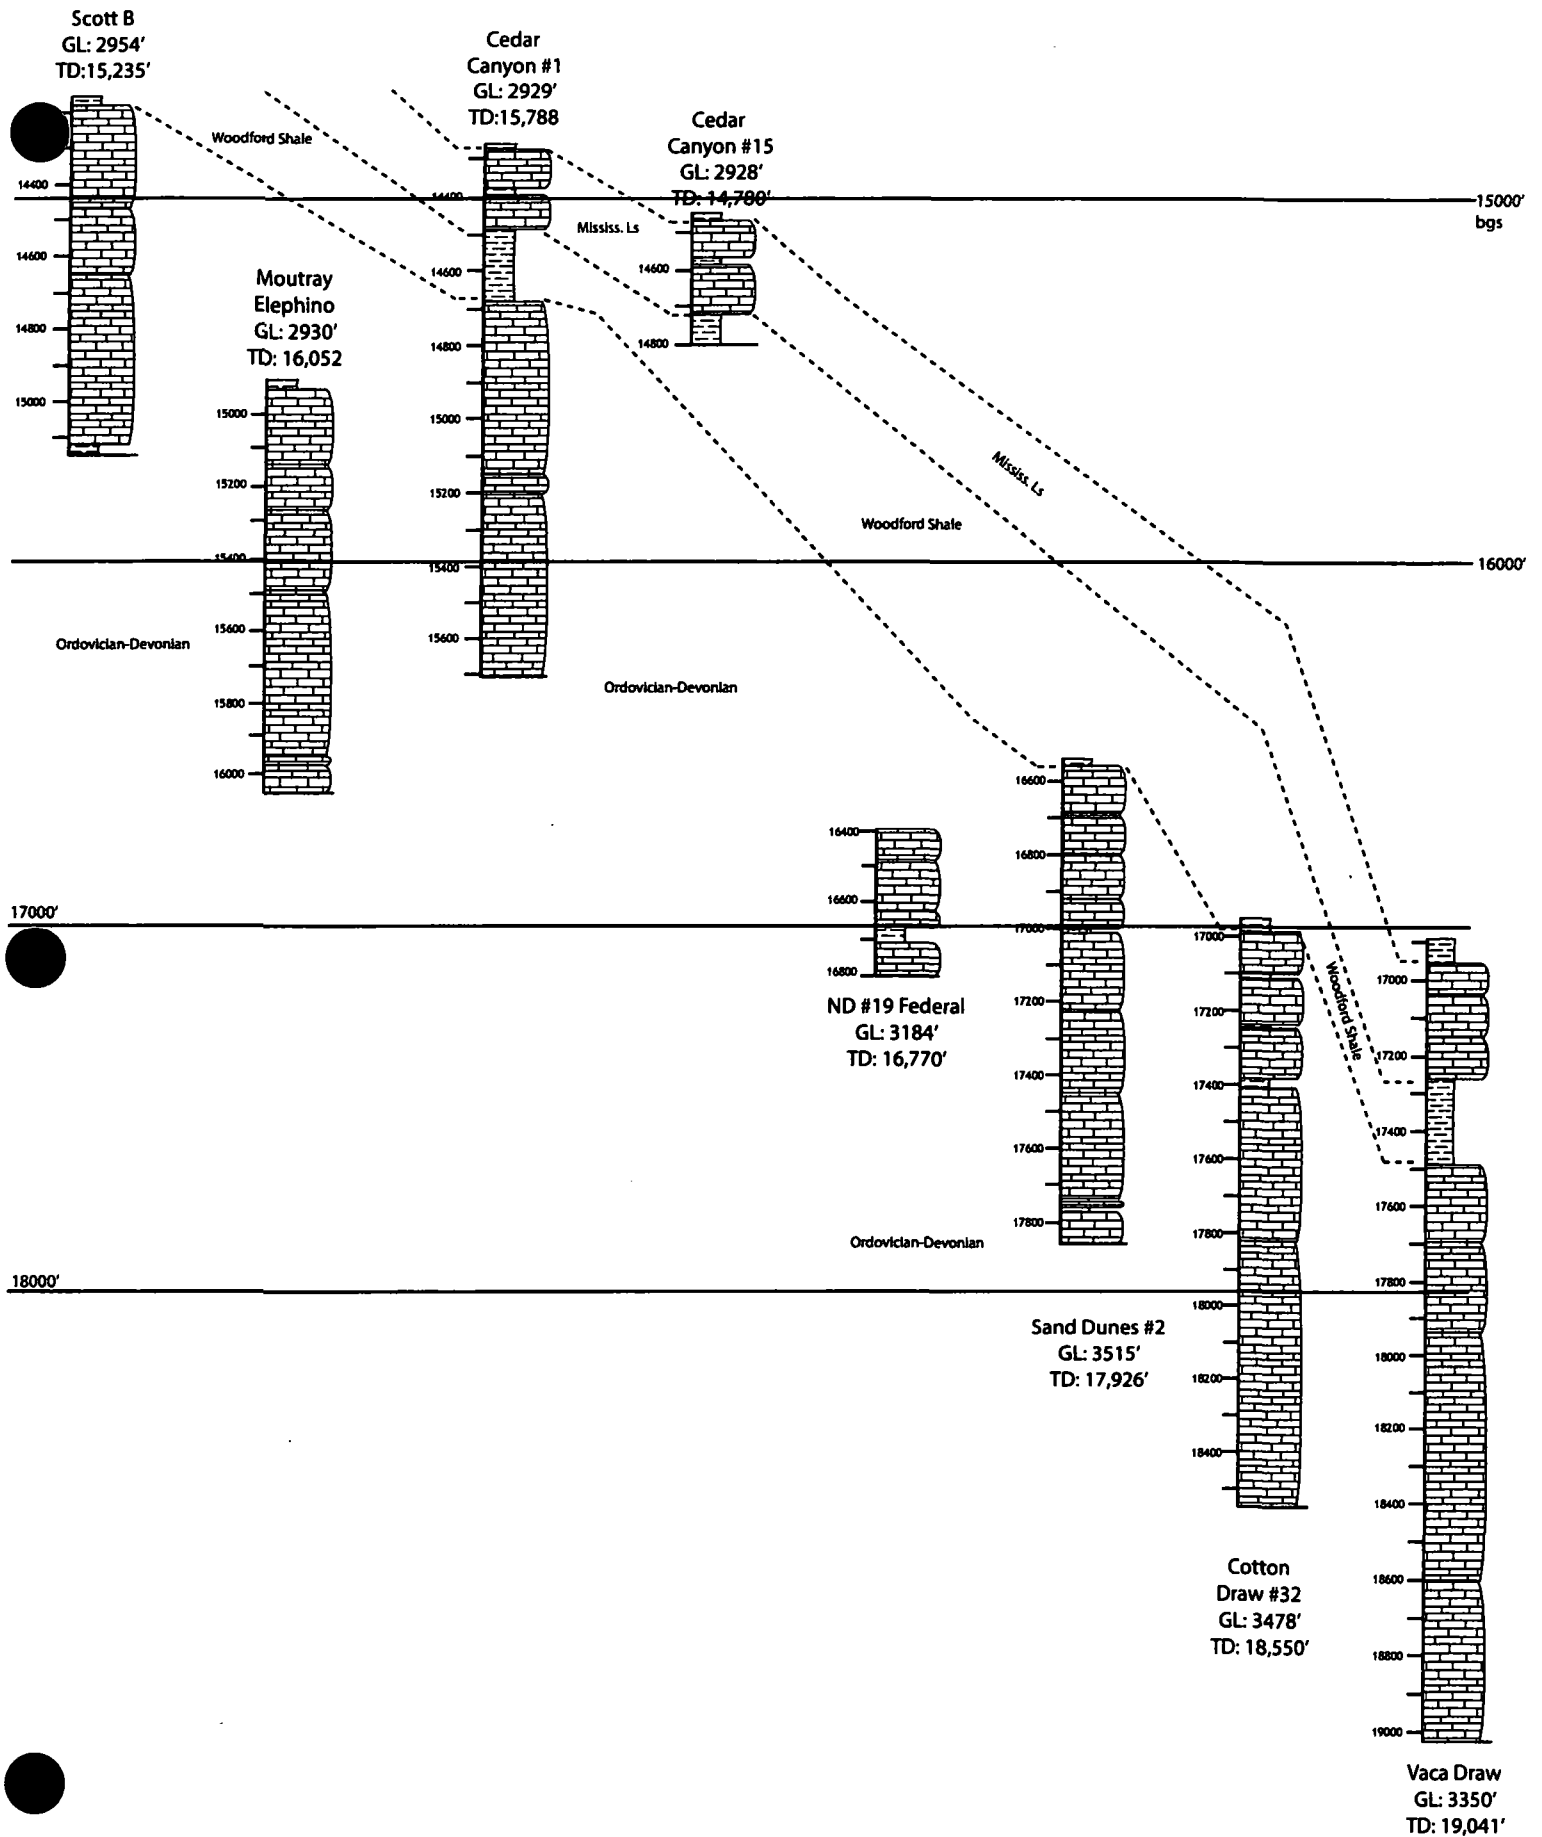 Scott B
GL: 2954'
TD:15,235'
14400
14600
14800
15000
Woodford Shale
Moutray
Elephino
GL: 2930'
TD: 16,052
15000
15200
15400
15600
15800
16000
Cedar
Canyon #1
GL: 2929'
TD:15,788
14400
14600
14800
15000
15200
15400
15600
Mississ. Ls
Cedar
Canyon #15
GL: 2928'
TD: 14,780'
14600
14800
15000'
bgs
Mississ. Ls
Woodford Shale
16000'
Ordovician-Devonian
Ordovician-Devonian
17000'
16400
16600
16800
ND #19 Federal
GL: 3184'
TD: 16,770'
16600
16800
17000
17200
17400
17600
17800
Ordovician-Devonian
Sand Dunes #2
GL: 3515'
TD: 17,926'
18000'
17000
17200
17400
17600
17800
18000
18200
18400
Cotton
Draw #32
GL: 3478'
TD: 18,550'
Woodford Shale
17000
17200
17400
17600
17800
18000
18200
18400
18600
18800
19000
Vaca Draw
GL: 3350'
TD: 19,041'